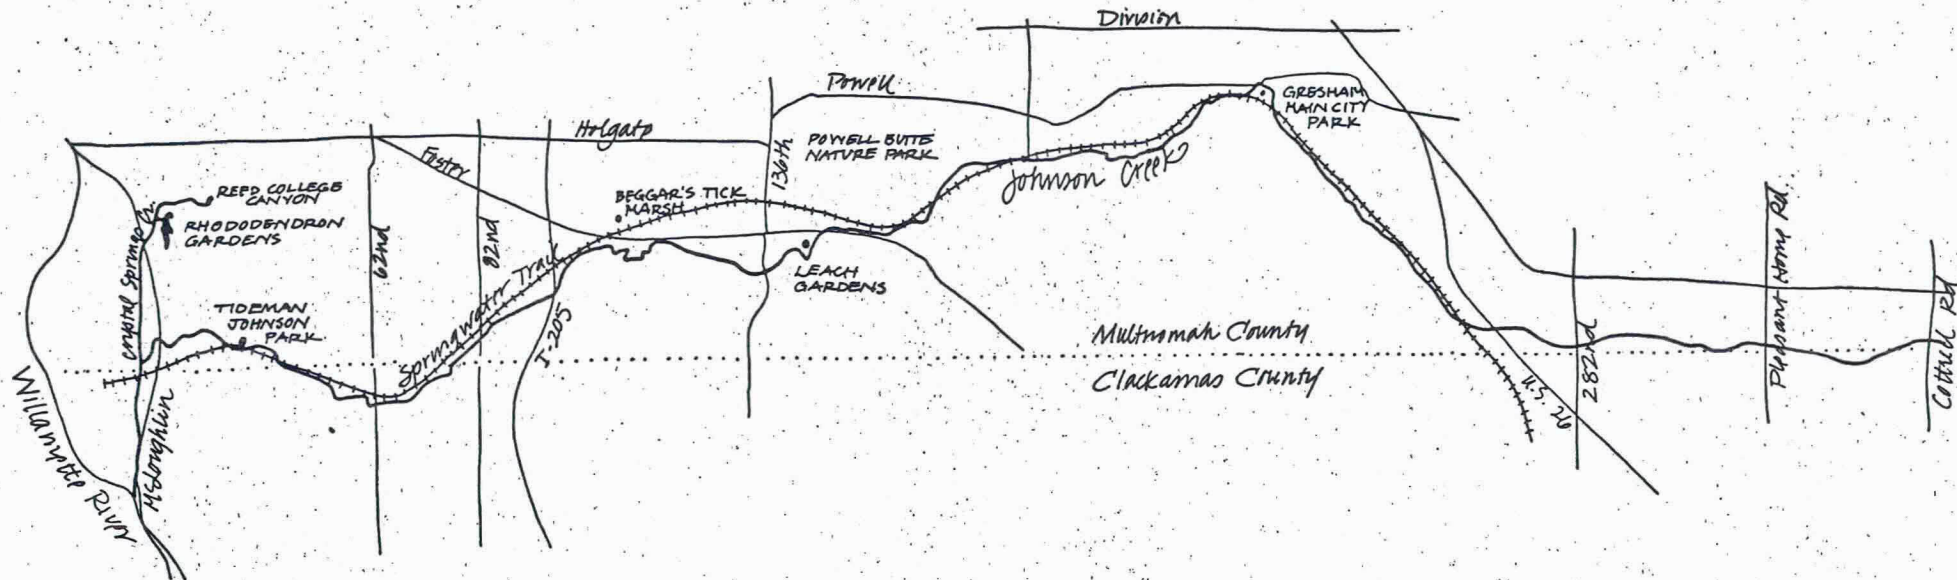 Division
Powell
GRESHAM
MAIN CITY
PARK
Holgate
Foster
136th
POWELL BUTTE
NATURE PARK
Johnson Creek
REED COLLEGE
CANYON
BEGGAR'S TICK
MARSH
RHODODENDRON
GARDENS
Crystal Springs Cr.
62nd
82nd
Springwater Trail
LEACH
GARDENS
I-205
TIDEMAN
JOHNSON
PARK
Multnomah County
Clackamas County
Willamette River
McLoughlin
U.S. 26
282nd
Pleasant Home Rd
Cottrell Rd